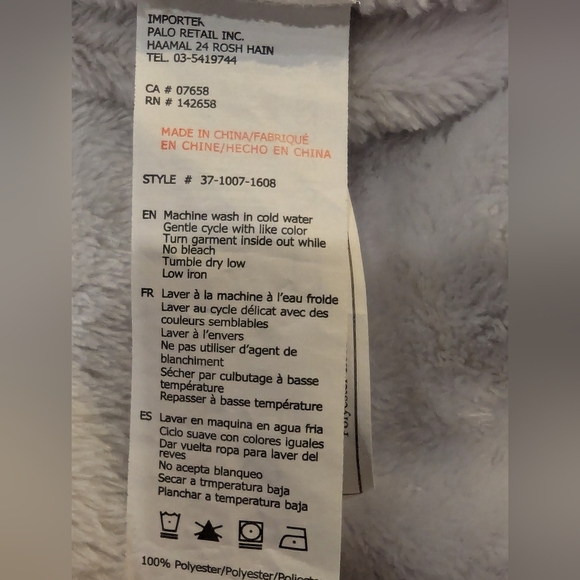 IMPORTER
PALO RETAIL INC.
HAAMAL 24 ROSH HAIN
TEL. 03-5419744
CA # 07658
RN # 142658
MADE IN CHINA/FABRIQUÉ
EN CHINE/HECHO EN CHINA
STYLE # 37-1007-1608
EN Machine wash in cold water
Gentle cycle with like color
Turn garment inside out while
No bleach
Tumble dry low
Low iron
FR Laver à la machine à l'eau froide
Laver au cycle délicat avec des
couleurs semblables
Laver à l'envers
Ne pas utiliser d'agent de
blanchiment
Sécher par culbutage à basse
température
Repasser à basse température
ES Lavar en maquina en agua fria
Ciclo suave con colores iguales
Dar vuelta ropa para laver del
reves
No acepta blanqueo
Secar a trmperatura baja
Planchar a temperatura baja
100% Polyester/Polyester/Poliester
Polyester